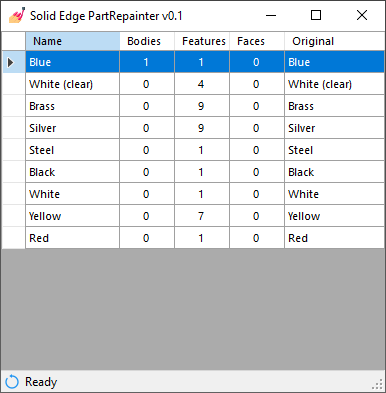 Solid Edge PartRepainter v0.1
Name Bodies Features Faces Original
Blue 1 1 0 Blue
White (clear) 0 4 0 White (clear)
Brass 0 9 0 Brass
Silver 0 9 0 Silver
Steel 0 1 0 Steel
Black 0 1 0 Black
White 0 1 0 White
Yellow 0 7 0 Yellow
Red 0 1 0 Red
Ready